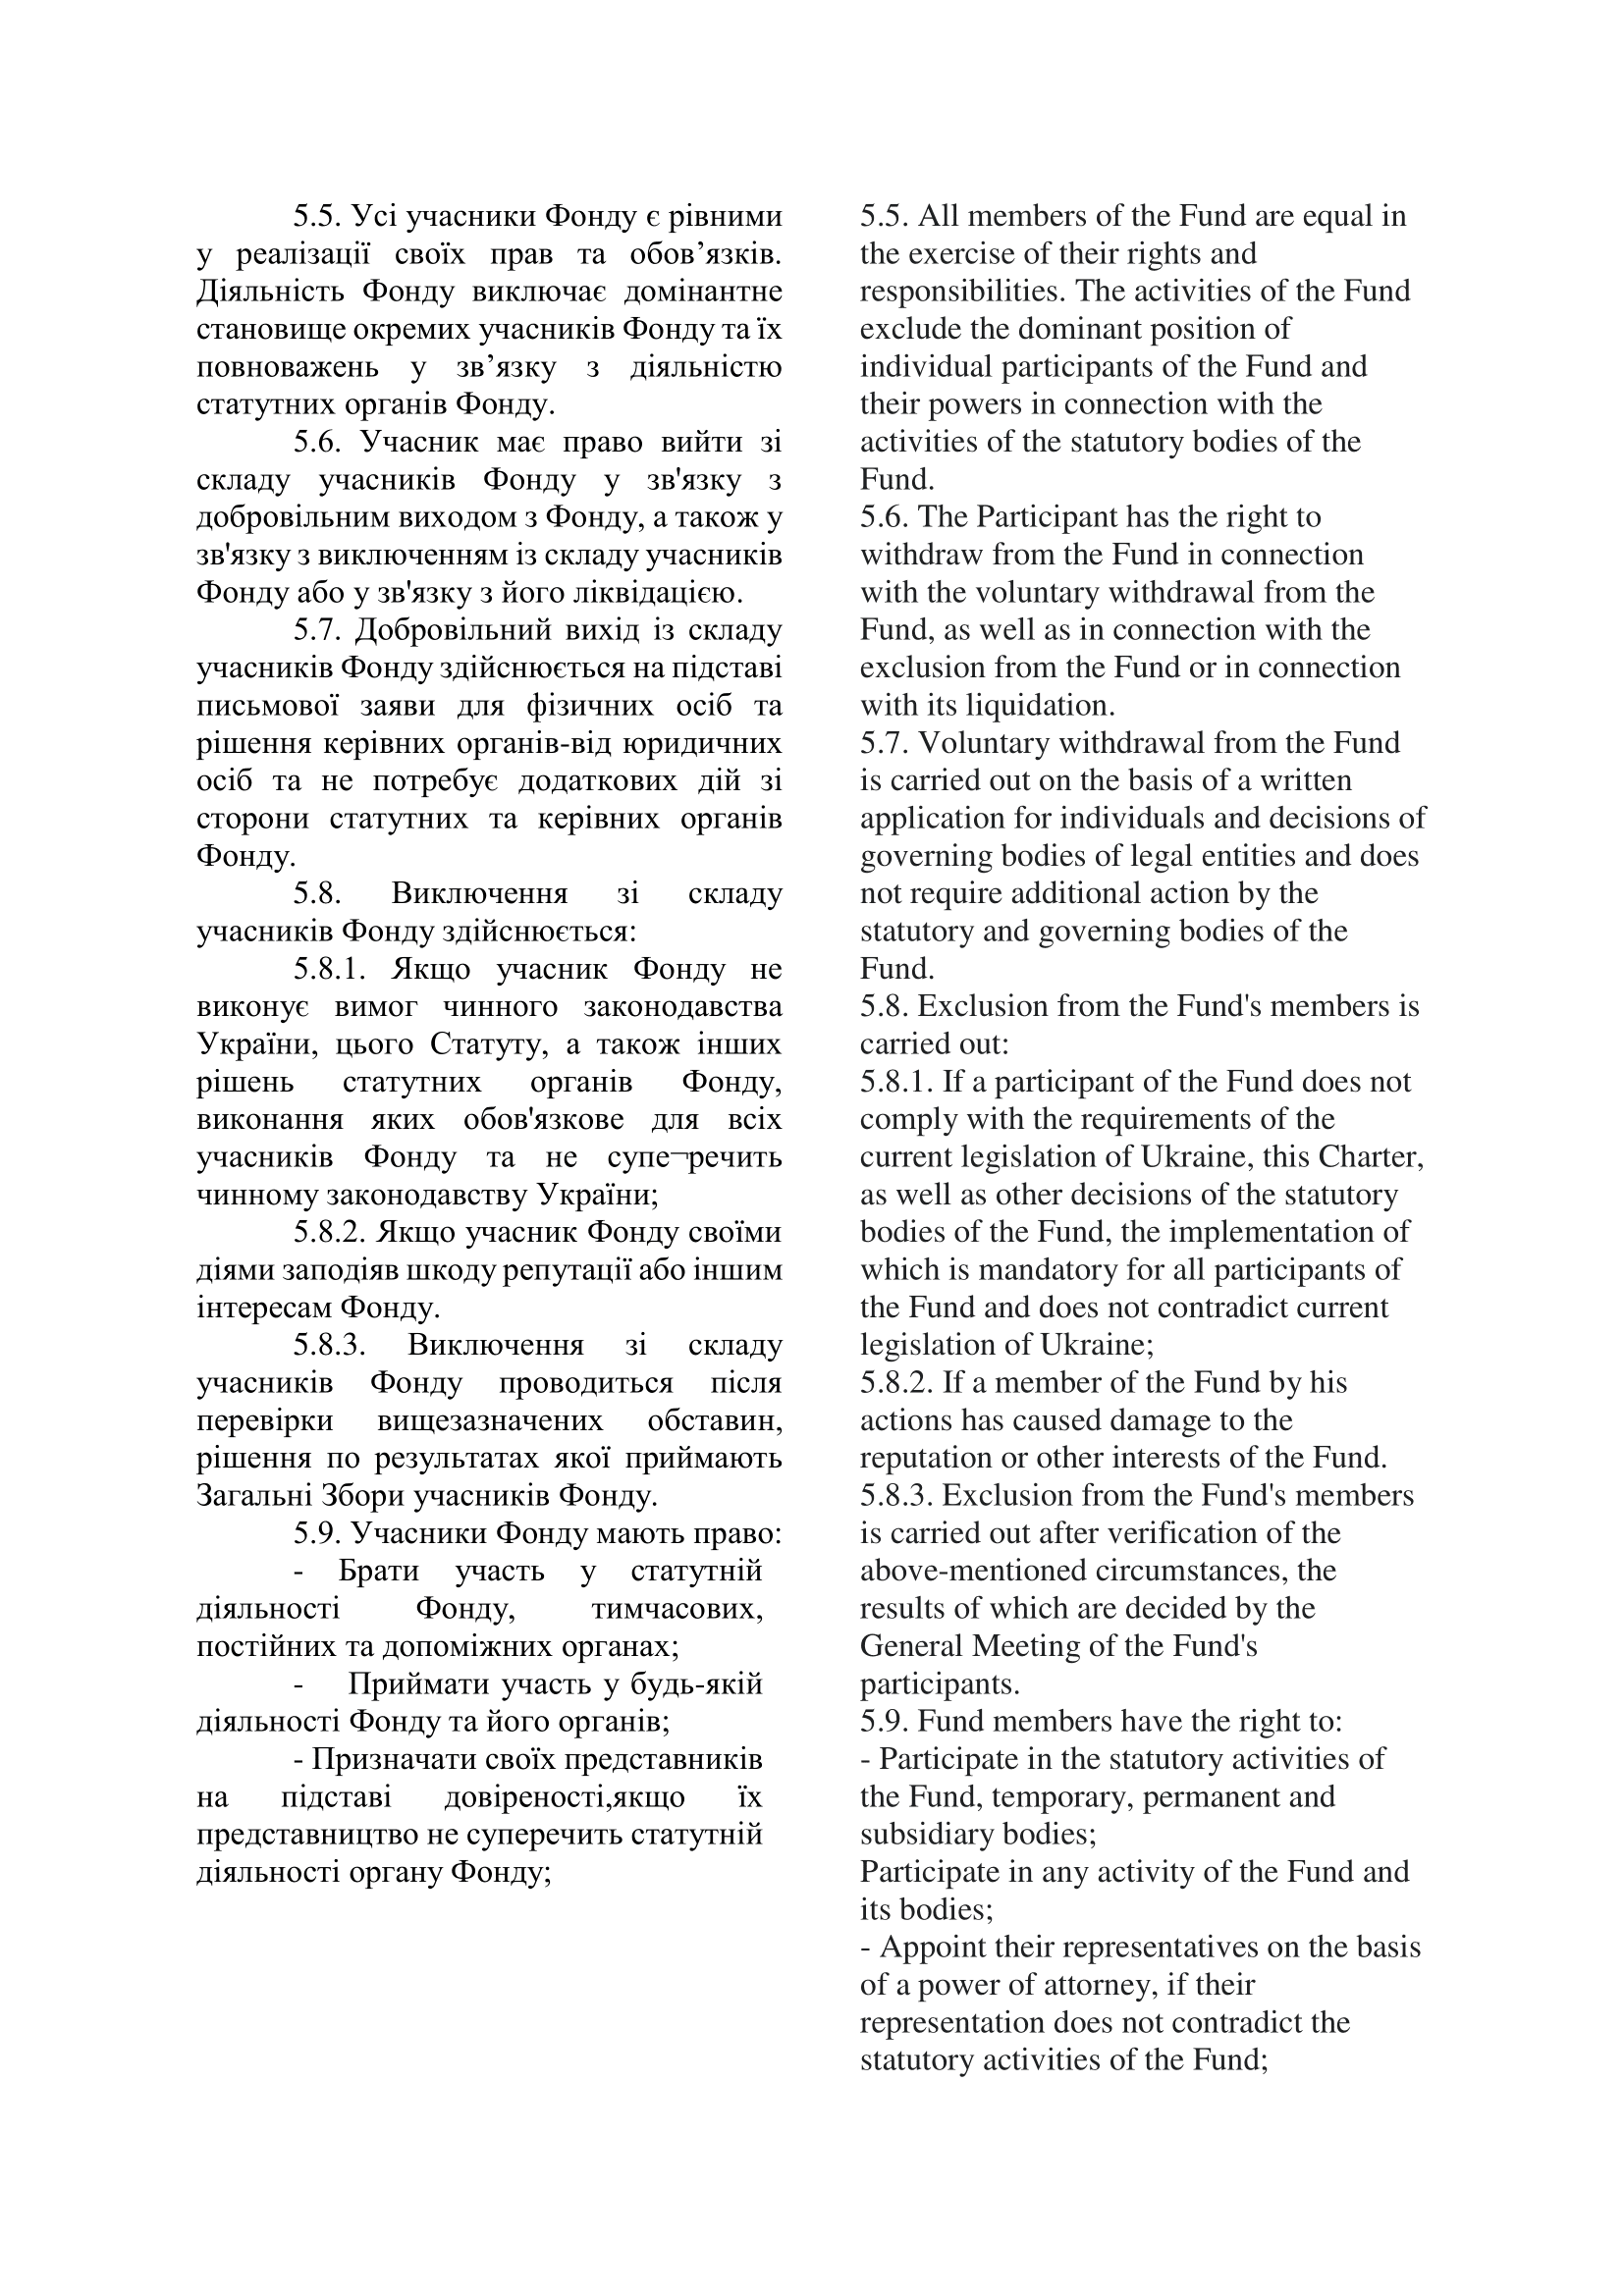 5.5. Усі учасники Фонду є рівними
у реалізації своїх прав та обов’язків.
Діяльність Фонду виключає домінантне
становище окремих учасників Фонду та їх
повноважень у зв’язку з діяльністю
статутних органів Фонду.
5.6. Учасник має право вийти зі
складу учасників Фонду у зв'язку з
добровільним виходом з Фонду, а також у
зв'язку з виключенням із складу учасників
Фонду або у зв'язку з його ліквідацією.
5.7. Добровільний вихід із складу
учасників Фонду здійснюється на підставі
письмової заяви для фізичних осіб та
рішення керівних органів-від юридичних
осіб та не потребує додаткових дій зі
сторони статутних та керівних органів
Фонду.
5.8. Виключення зі складу
учасників Фонду здійснюється:
5.8.1. Якщо учасник Фонду не
виконує вимог чинного законодавства
України, цього Статуту, а також інших
рішень статутних органів Фонду,
виконання яких обов'язкове для всіх
учасників Фонду та не супе¬речить
чинному законодавству України;
5.8.2. Якщо учасник Фонду своїми
діями заподіяв шкоду репутації або іншим
інтересам Фонду.
5.8.3. Виключення зі складу
учасників Фонду проводиться після
перевірки вищезазначених обставин,
рішення по результатах якої приймають
Загальні Збори учасників Фонду.
5.9. Учасники Фонду мають право:
- Брати участь у статутній
діяльності Фонду, тимчасових,
постійних та допоміжних органах;
- Приймати участь у будь-якій
діяльності Фонду та його органів;
- Призначати своїх представників
на підставі довіреності,якщо їх
представництво не суперечить статутній
діяльності органу Фонду;
5.5. All members of the Fund are equal in
the exercise of their rights and
responsibilities. The activities of the Fund
exclude the dominant position of
individual participants of the Fund and
their powers in connection with the
activities of the statutory bodies of the
Fund.
5.6. The Participant has the right to
withdraw from the Fund in connection
with the voluntary withdrawal from the
Fund, as well as in connection with the
exclusion from the Fund or in connection
with its liquidation.
5.7. Voluntary withdrawal from the Fund
is carried out on the basis of a written
application for individuals and decisions of
governing bodies of legal entities and does
not require additional action by the
statutory and governing bodies of the
Fund.
5.8. Exclusion from the Fund's members is
carried out:
5.8.1. If a participant of the Fund does not
comply with the requirements of the
current legislation of Ukraine, this Charter,
as well as other decisions of the statutory
bodies of the Fund, the implementation of
which is mandatory for all participants of
the Fund and does not contradict current
legislation of Ukraine;
5.8.2. If a member of the Fund by his
actions has caused damage to the
reputation or other interests of the Fund.
5.8.3. Exclusion from the Fund's members
is carried out after verification of the
above-mentioned circumstances, the
results of which are decided by the
General Meeting of the Fund's
participants.
5.9. Fund members have the right to:
- Participate in the statutory activities of
the Fund, temporary, permanent and
subsidiary bodies;
Participate in any activity of the Fund and
its bodies;
- Appoint their representatives on the basis
of a power of attorney, if their
representation does not contradict the
statutory activities of the Fund;